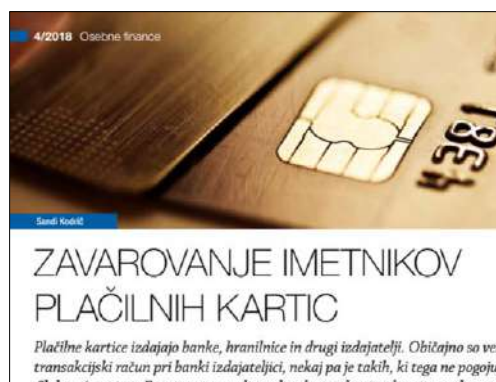 4/2018 Osebne finance
4381
Sandi Kodrič
ZAVAROVANJE IMETNIKOV
PLAČILNIH KARTIC
Plačilne kartice izdajajo banke, hranilnice in drugi izdajatelji. Običajno so ve
transakcijski račun pri banki izdajateljici, nekaj pa je takih, ki tega ne pogoju